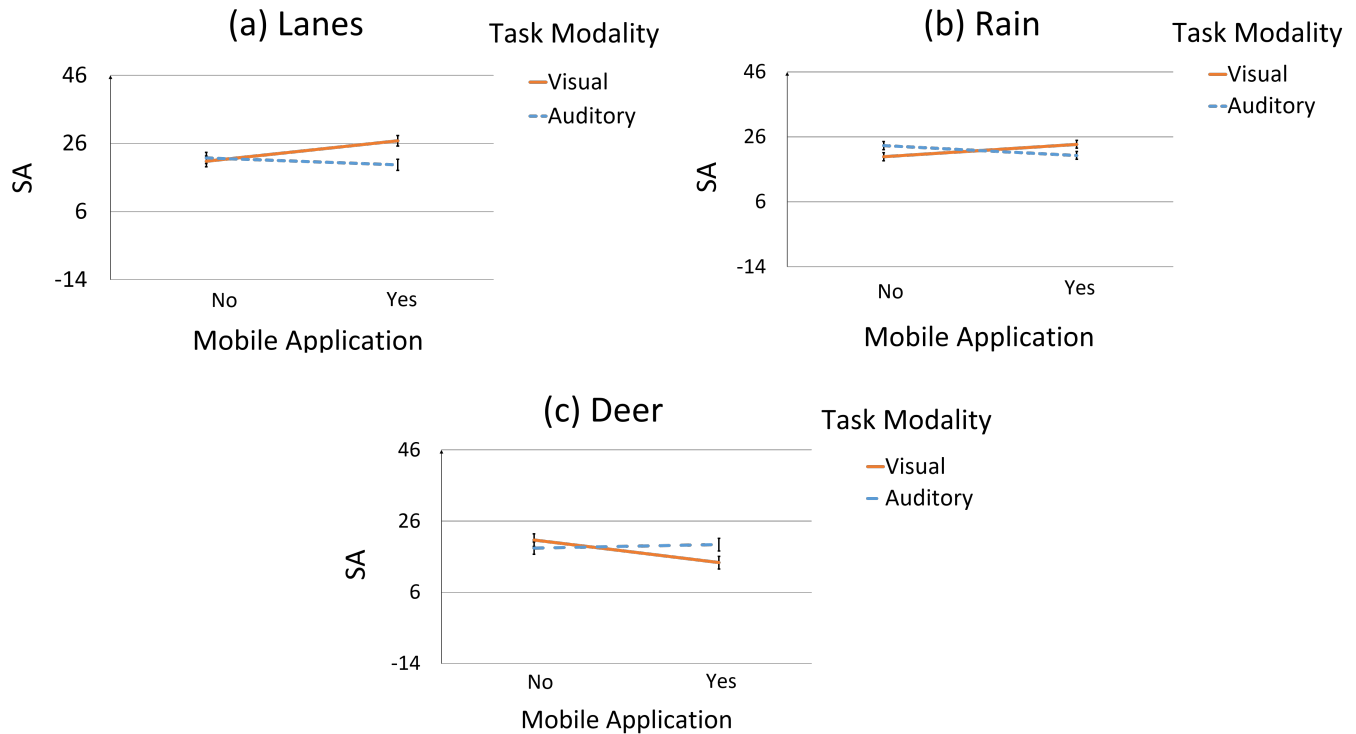 (a) Lanes
Task Modality
Visual
Auditory
46
26
6
-14
SA
No Yes
Mobile Application
(b) Rain
Task Modality
Visual
Auditory
46
26
6
-14
SA
No Yes
Mobile Application
(c) Deer
Task Modality
Visual
Auditory
46
26
6
-14
SA
No Yes
Mobile Application